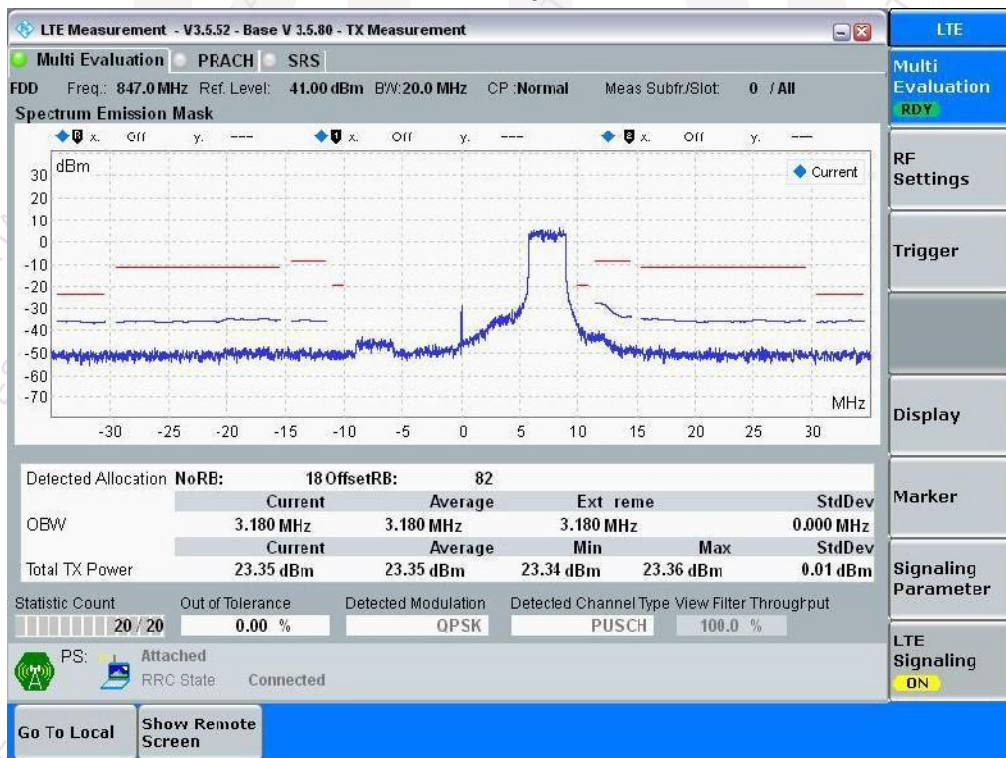 LTE Measurement - V3.5.52 - Base V 3.5.80 - TX Measurement
LTE
Multi Evaluation PRACH SRS
Multi Evaluation
RDY
FDD Freq.: 847.0 MHz Ref. Level: 41.00 dBm BW: 20.0 MHz CP : Normal Meas Subfr./Slot: 0 / All
Spectrum Emission Mask
0 x. Off y. --- 1 x. Off y. --- 2 x. Off y. ---
dBm
Current
30
20
10
0
-10
-20
-30
-40
-50
-60
-70
MHz
-30 -25 -20 -15 -10 -5 0 5 10 15 20 25 30
RF Settings
Trigger
Display
Marker
Signaling Parameter
LTE Signaling
ON
Detected Allocation NoRB: 18 OffsetRB: 82
Current Average Ext reme StdDev
OBW 3.180 MHz 3.180 MHz 3.180 MHz 0.000 MHz
Current Average Min Max StdDev
Total TX Power 23.35 dBm 23.35 dBm 23.34 dBm 23.36 dBm 0.01 dBm
Statistic Count Out of Tolerance Detected Modulation Detected Channel Type View Filter Throughput
20 / 20 0.00 % QPSK PUSCH 100.0 %
PS: Attached
RRC State Connected
Go To Local
Show Remote Screen